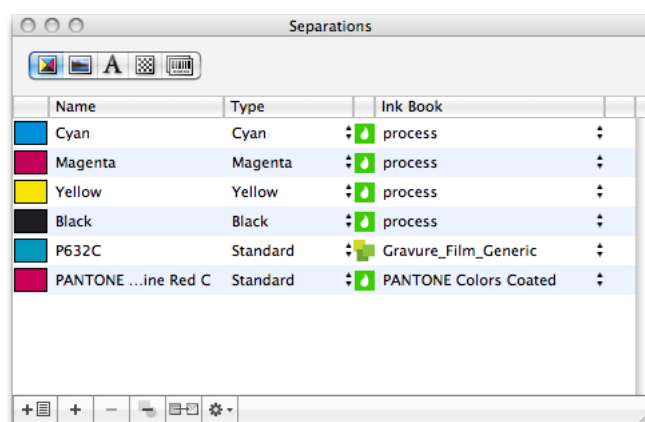 Separations
A
Name Type Ink Book
Cyan Cyan process
Magenta Magenta process
Yellow Yellow process
Black Black process
P632C Standard Gravure_Film_Generic
PANTONE ...ine Red C Standard PANTONE Colors Coated